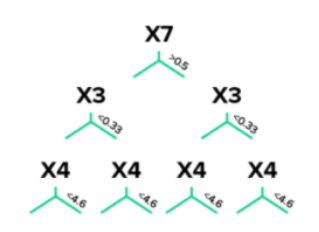 X7
>0.5
X3 X3
<0.33 <0.33
X4 X4 X4 X4
<4.6 <4.6 <4.6 <4.6